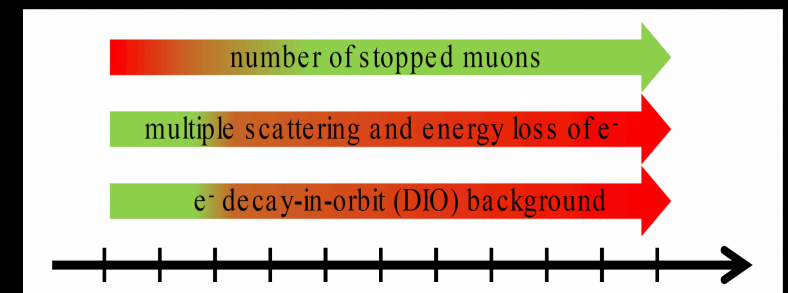 number of stopped muons
multiple scattering and energy loss of e⁻
e⁻ decay-in-orbit (DIO) background